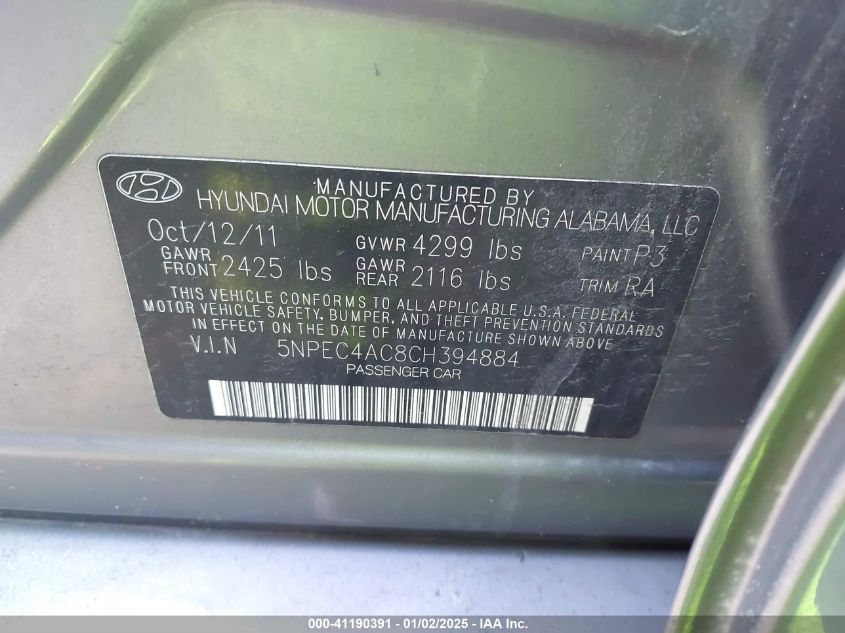 MANUFACTURED BY
HYUNDAI MOTOR MANUFACTURING ALABAMA, LLC
Oct/12/11 GVWR 4299 lbs PAINT P3
GAWR FRONT 2425 lbs GAWR REAR 2116 lbs TRIM RA
THIS VEHICLE CONFORMS TO ALL APPLICABLE U.S.A. FEDERAL
MOTOR VEHICLE SAFETY, BUMPER, AND THEFT PREVENTION STANDARDS
IN EFFECT ON THE DATE OF MANUFACTURE SHOWN ABOVE.
V.I.N 5NPEC4AC8CH394884
PASSENGER CAR
000-41190391 - 01/02/2025 - IAA Inc.